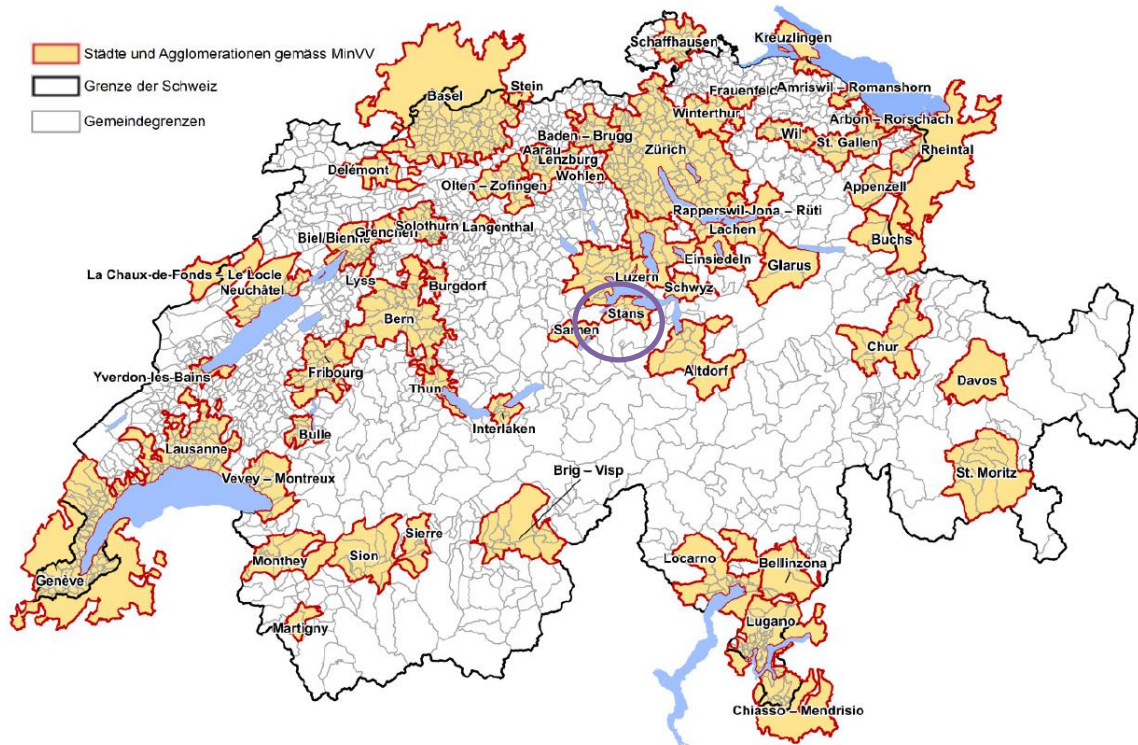 Städte und Agglomerationen gemäss MinVV
Grenze der Schweiz
Gemeindegrenzen
Schaffhausen
Kreuzlingen
Basel
Stein
Frauenfeld
Amriswil – Romanshorn
Winterthur
Arbon – Rorschach
Baden – Brugg
Wil
St. Gallen
Rheintal
Aarau
Lenzburg
Zürich
Delémont
Wohlen
Olten – Zofingen
Appenzell
Rapperswil-Jona – Rüti
Solothurn
Langenthal
Grenchen
Lachen
Biel/Bienne
Buchs
Einsiedeln
Glarus
La Chaux-de-Fonds – Le Locle
Luzern
Schwyz
Neuchâtel
Lyss
Burgdorf
Stans
Bern
Sarnen
Chur
Altdorf
Fribourg
Yverdon-les-Bains
Davos
Thun
Interlaken
Bulle
Lausanne
St. Moritz
Vevey – Montreux
Brig – Visp
Sierre
Sion
Monthey
Locarno
Bellinzona
Genève
Lugano
Martigny
Chiasso – Mendrisio